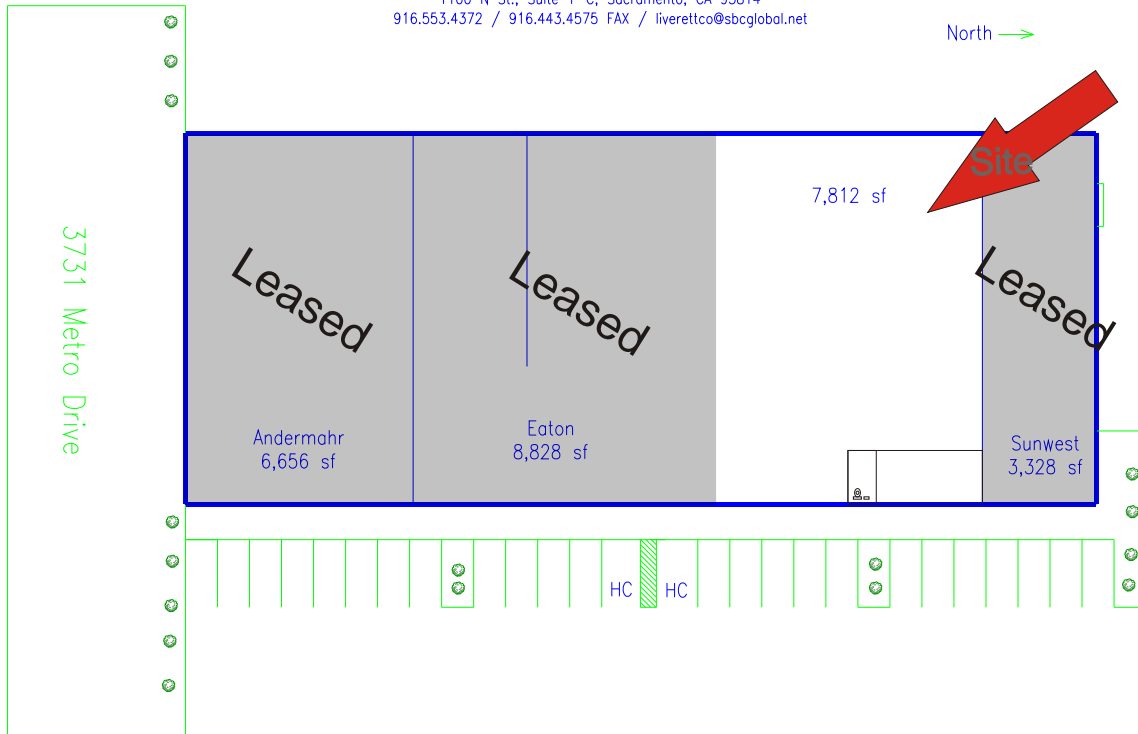 916.553.4372 / 916.443.4575 FAX / liverettco@sbcglobal.net
North
Site
7,812 sf
3731 Metro Drive
Leased
Leased
Leased
Andermahr
6,656 sf
Eaton
8,828 sf
Sunwest
3,328 sf
HC
HC